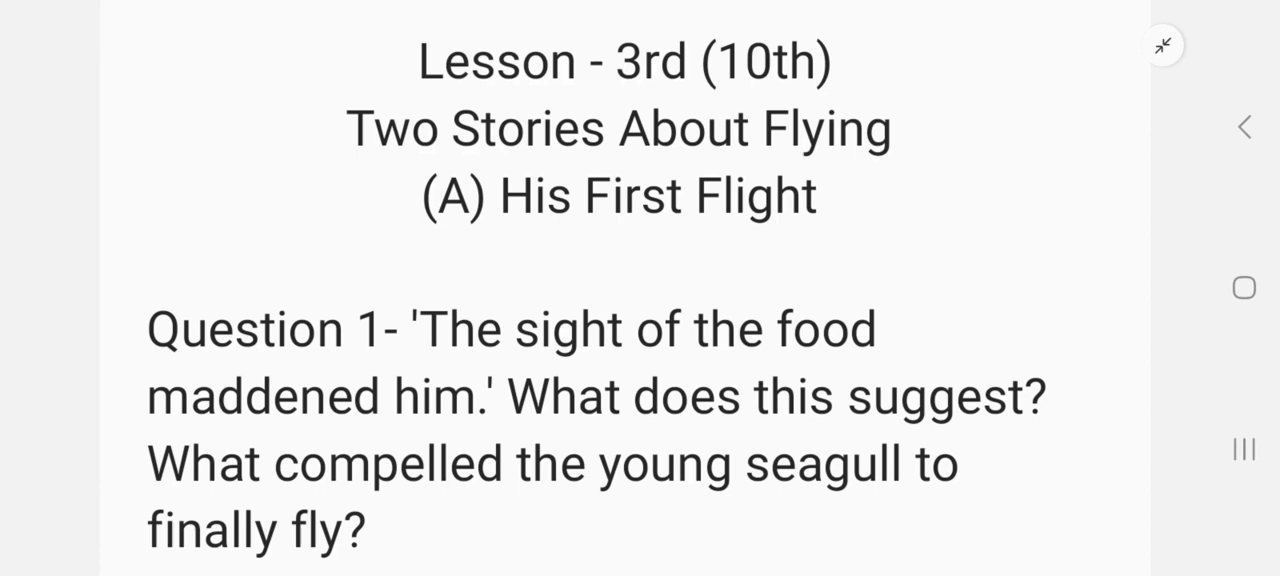 Lesson - 3rd (10th)
Two Stories About Flying
(A) His First Flight
Question 1- 'The sight of the food
maddened him.' What does this suggest?
What compelled the young seagull to
finally fly?